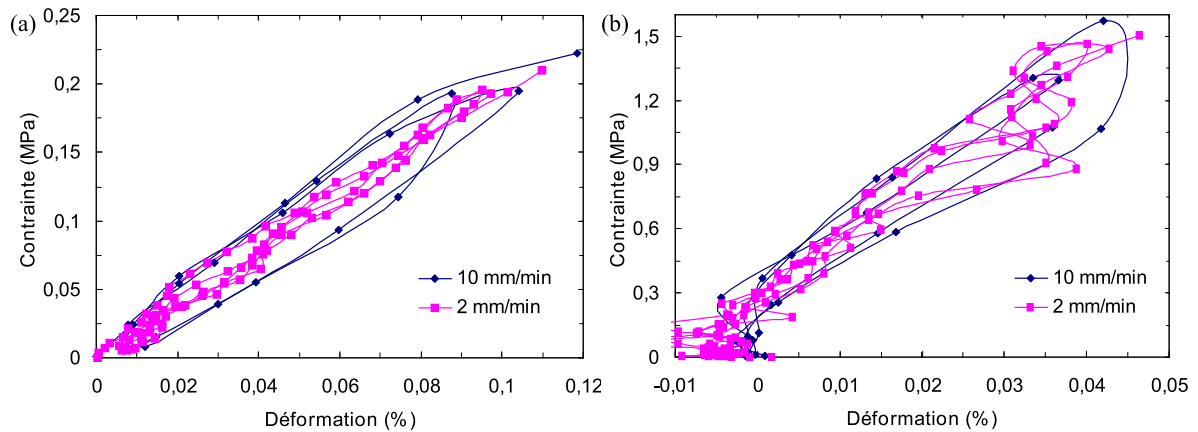 (a)
0,25
0,2
0,15
0,1
0,05
0
Contrainte (MPa)
10 mm/min
2 mm/min
0 0,02 0,04 0,06 0,08 0,1 0,12
Déformation (%)
(b)
1,5
1,2
0,9
0,6
0,3
0
Contrainte (MPa)
10 mm/min
2 mm/min
-0,01 0 0,01 0,02 0,03 0,04 0,05
Déformation (%)